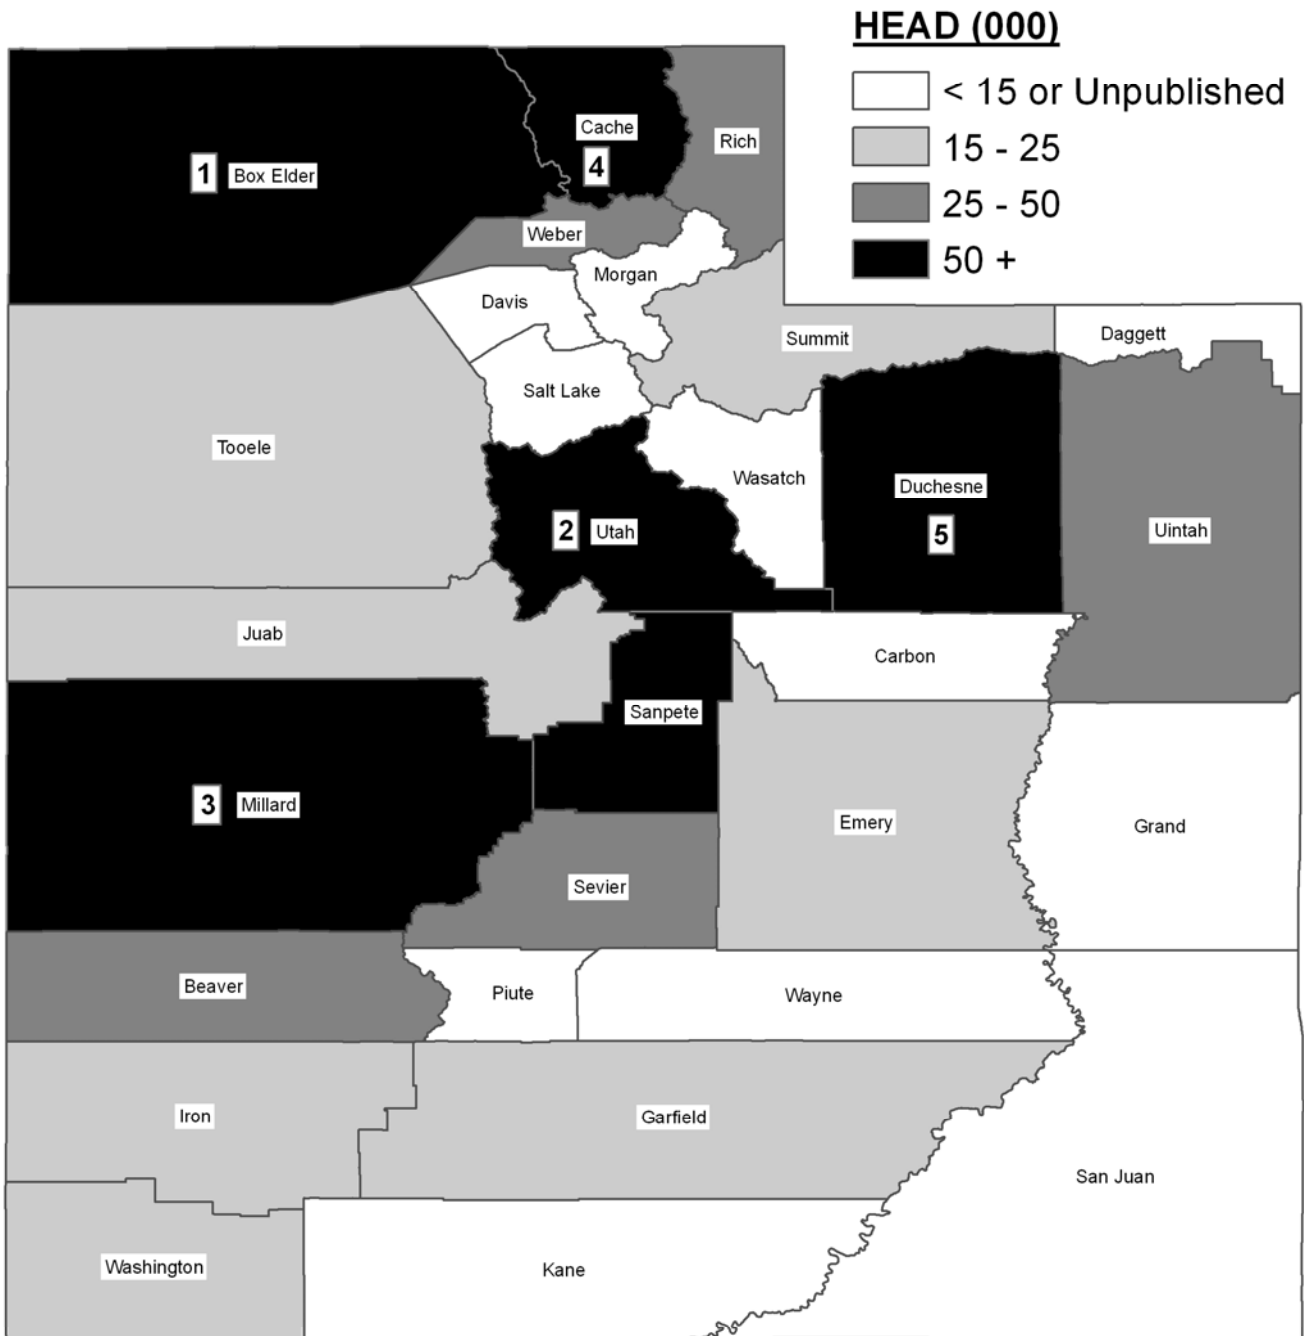 HEAD (000)
< 15 or Unpublished
15 - 25
25 - 50
50 +
Cache
4
Rich
1 Box Elder
Weber
Morgan
Davis
Summit
Daggett
Salt Lake
Tooele
Wasatch
Duchesne
5
2 Utah
Uintah
Juab
Carbon
Sanpete
3 Millard
Emery
Grand
Sevier
Beaver
Piute
Wayne
Iron
Garfield
San Juan
Washington
Kane